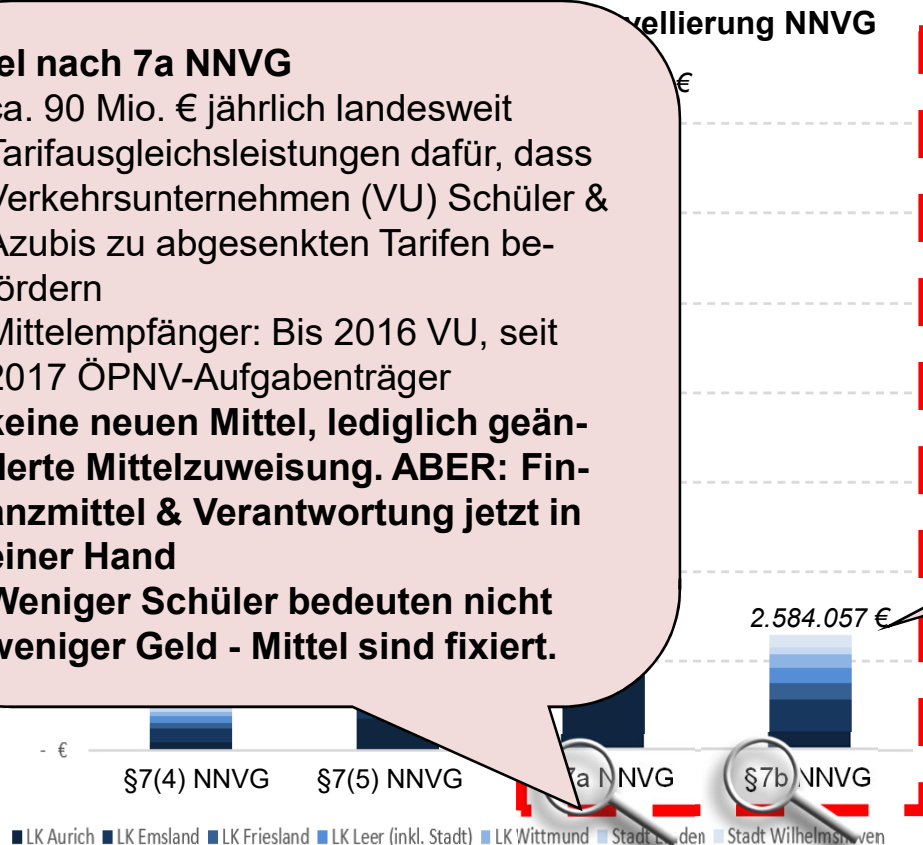 vellierung NNVG
el nach 7a NNVG
€
ca. 90 Mio. € jährlich landesweit
Tarifausgleichsleistungen dafür, dass
Verkehrsunternehmen (VU) Schüler &
Azubis zu abgesenkten Tarifen be-
fördern
Mittelempfänger: Bis 2016 VU, seit
2017 ÖPNV-Aufgabenträger
keine neuen Mittel, lediglich geän-
derte Mittelzuweisung. ABER: Fin-
anzmittel & Verantwortung jetzt in
einer Hand
Weniger Schüler bedeuten nicht
weniger Geld - Mittel sind fixiert.
2.584.057 €
- €
§7(4) NNVG §7(5) NNVG 7a NNVG §7b NNVG
LK Aurich LK Emsland LK Friesland LK Leer (inkl. Stadt) LK Wittmund Stadt Emden Stadt Wilhelmshaven